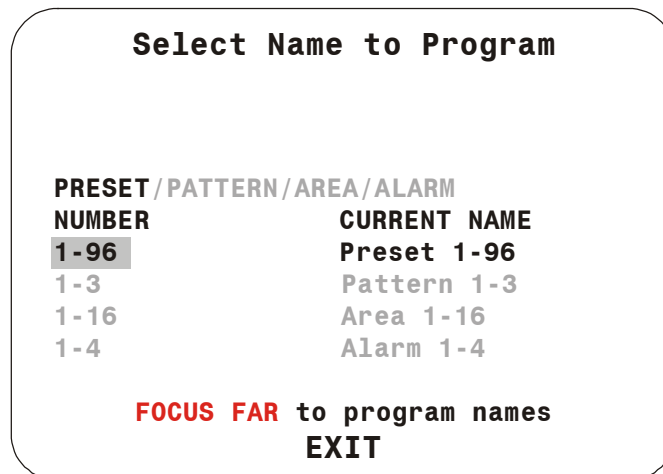 Select Name to Program
PRESET/PATTERN/AREA/ALARM
NUMBER CURRENT NAME
1-96 Preset 1-96
1-3 Pattern 1-3
1-16 Area 1-16
1-4 Alarm 1-4
FOCUS FAR to program names
EXIT